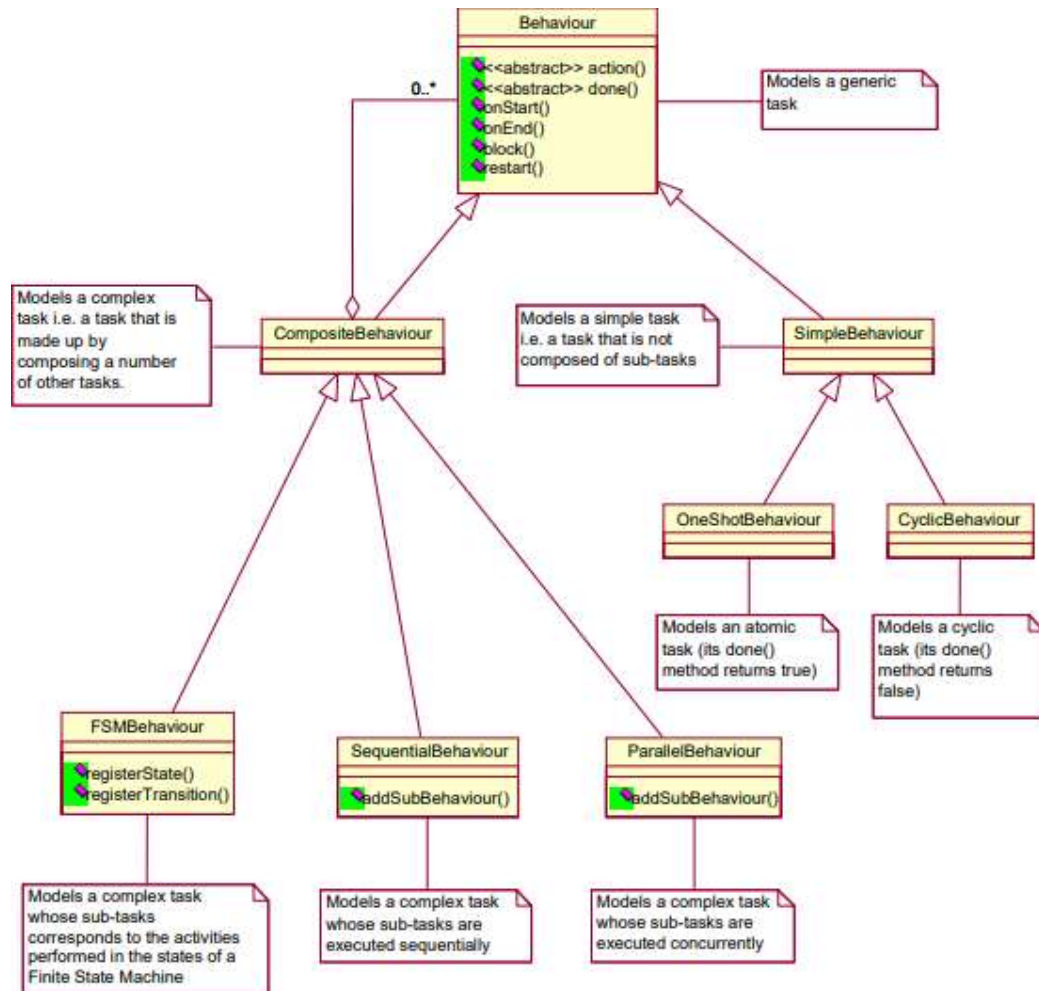 Behaviour
<<abstract>> action()
<<abstract>> done()
onStart()
onEnd()
block()
restart()
0..*
Models a generic
task
Models a complex
task i.e. a task that is
made up by
composing a number
of other tasks.
CompositeBehaviour
Models a simple task
i.e. a task that is not
composed of sub-tasks
SimpleBehaviour
OneShotBehaviour
CyclicBehaviour
Models an atomic
task (its done()
method returns true)
Models a cyclic
task (its done()
method returns
false)
FSMBehaviour
registerState()
registerTransition()
SequentialBehaviour
addSubBehaviour()
ParallelBehaviour
addSubBehaviour()
Models a complex task
whose sub-tasks
corresponds to the activities
performed in the states of a
Finite State Machine
Models a complex task
whose sub-tasks are
executed sequentially
Models a complex task
whose sub-tasks are
executed concurrently